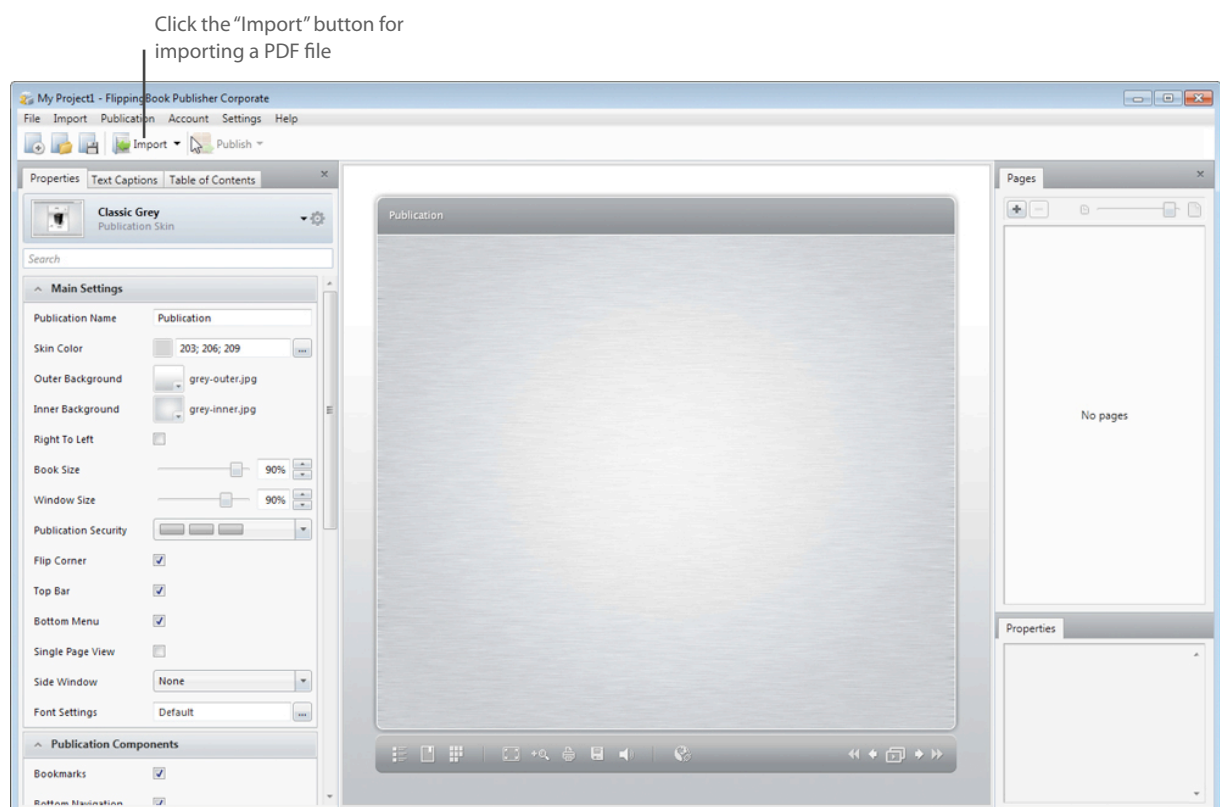 Click the “Import” button for
importing a PDF file
My Project1 - FlippingBook Publisher Corporate
File Import Publication Account Settings Help
Import Publish
Properties Text Captions Table of Contents
Pages
Classic Grey
Publication Skin
Publication
Search
Main Settings
Publication Name Publication
Skin Color 203; 206; 209 ...
Outer Background grey-outer.jpg
Inner Background grey-inner.jpg
No pages
Right To Left
Book Size 90%
Window Size 90%
Publication Security
Flip Corner
Top Bar
Bottom Menu
Properties
Single Page View
Side Window None
Font Settings Default ...
Publication Components
Bookmarks
Bottom Navigation